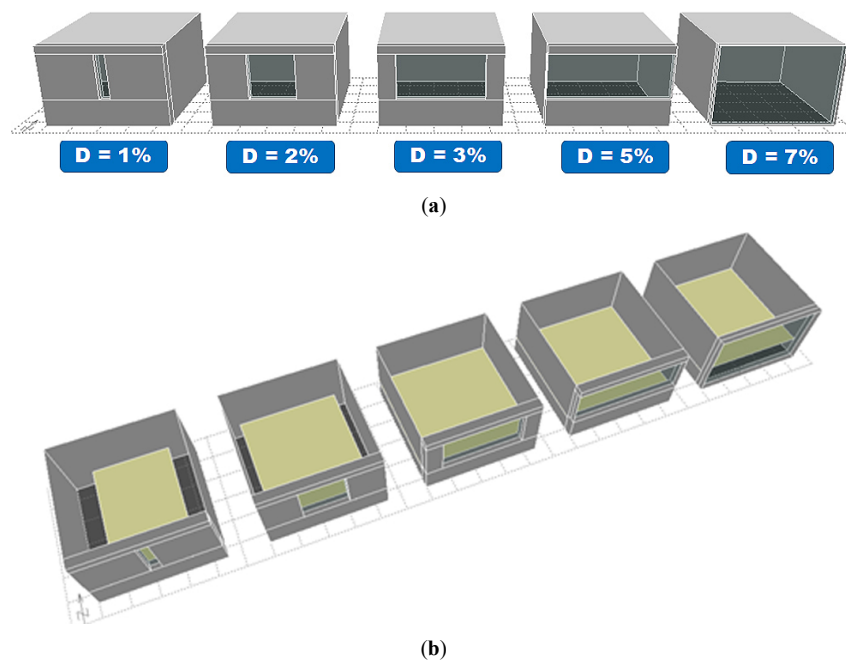 D = 1% D = 2% D = 3% D = 5% D = 7%
(a)
(b)